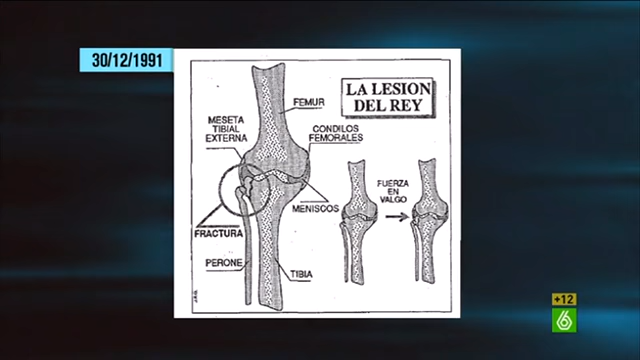 30/12/1991
LA LESION
DEL REY
FEMUR
MESETA
TIBIAL
EXTERNA
CONDILOS
FEMORALES
MENISCOS
FUERZA
EN
VALGO
FRACTURA
PERONE
TIBIA
+12
6